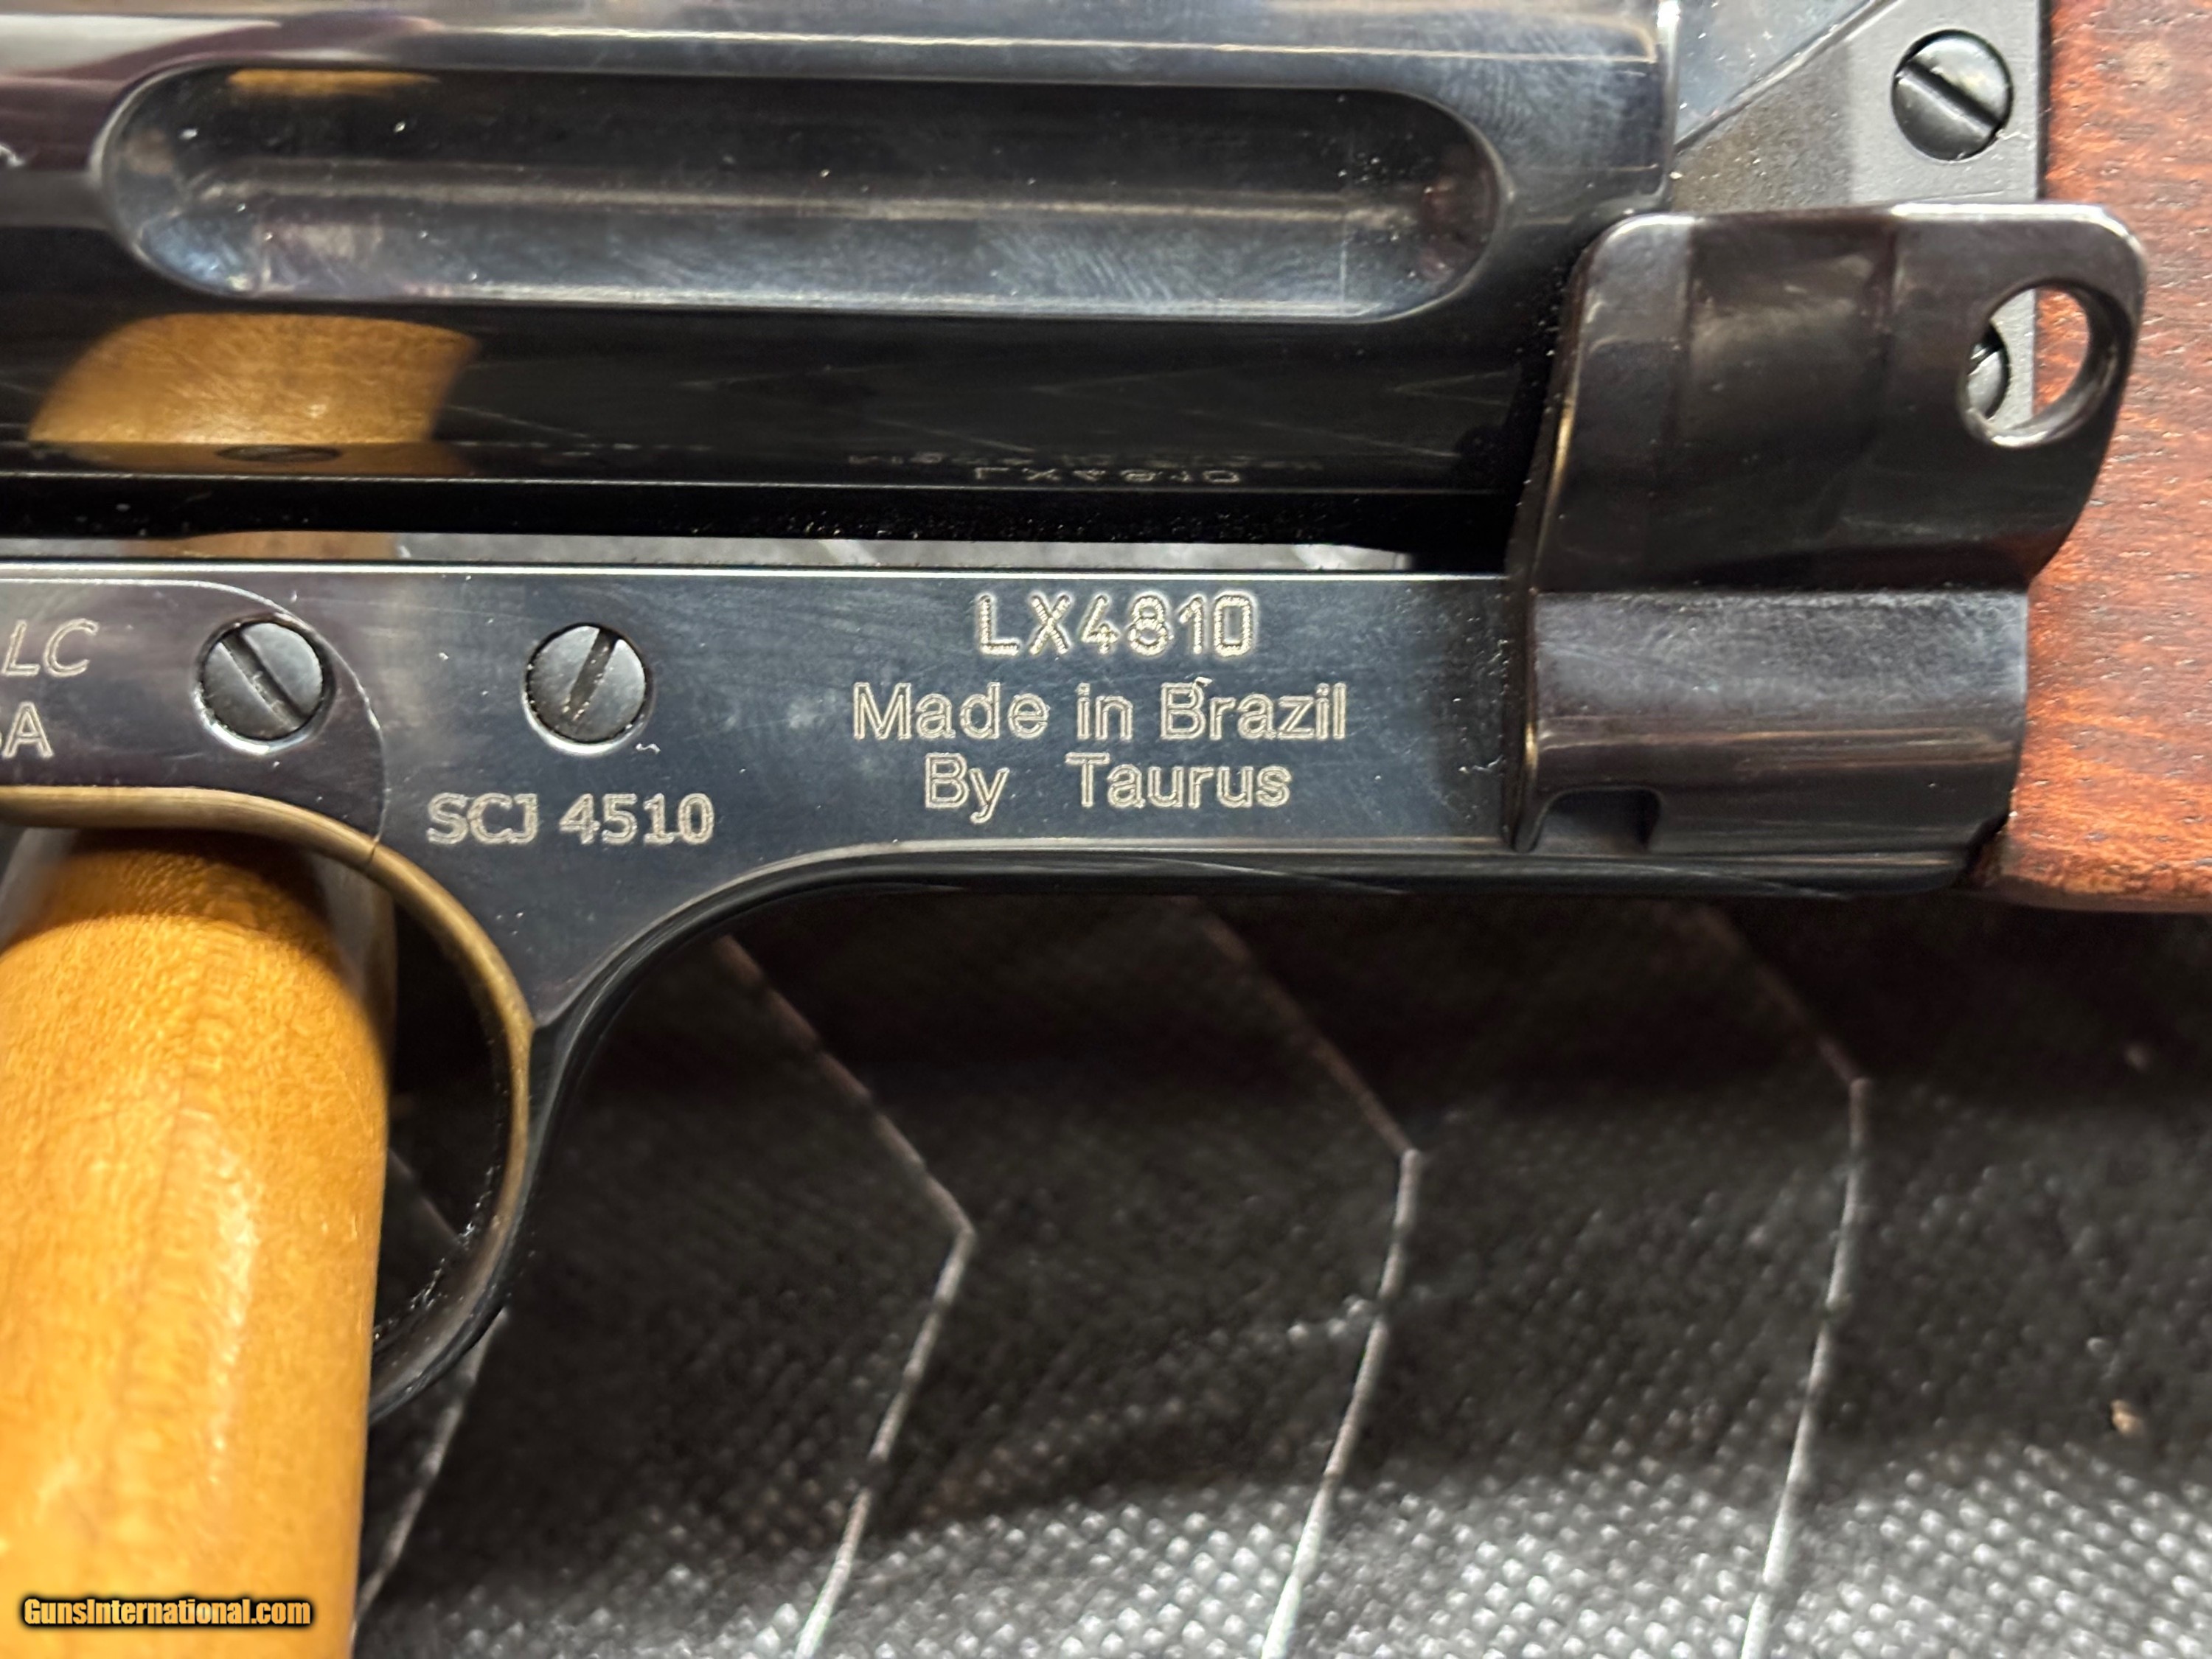 LX4810
Made in Brazil
By Taurus
SCJ 4510
LC
A
GunsInternational.com